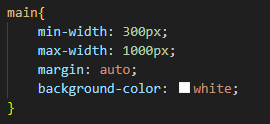 main{
    min-width: 300px;
    max-width: 1000px;
    margin: auto;
    background-color: white;
}